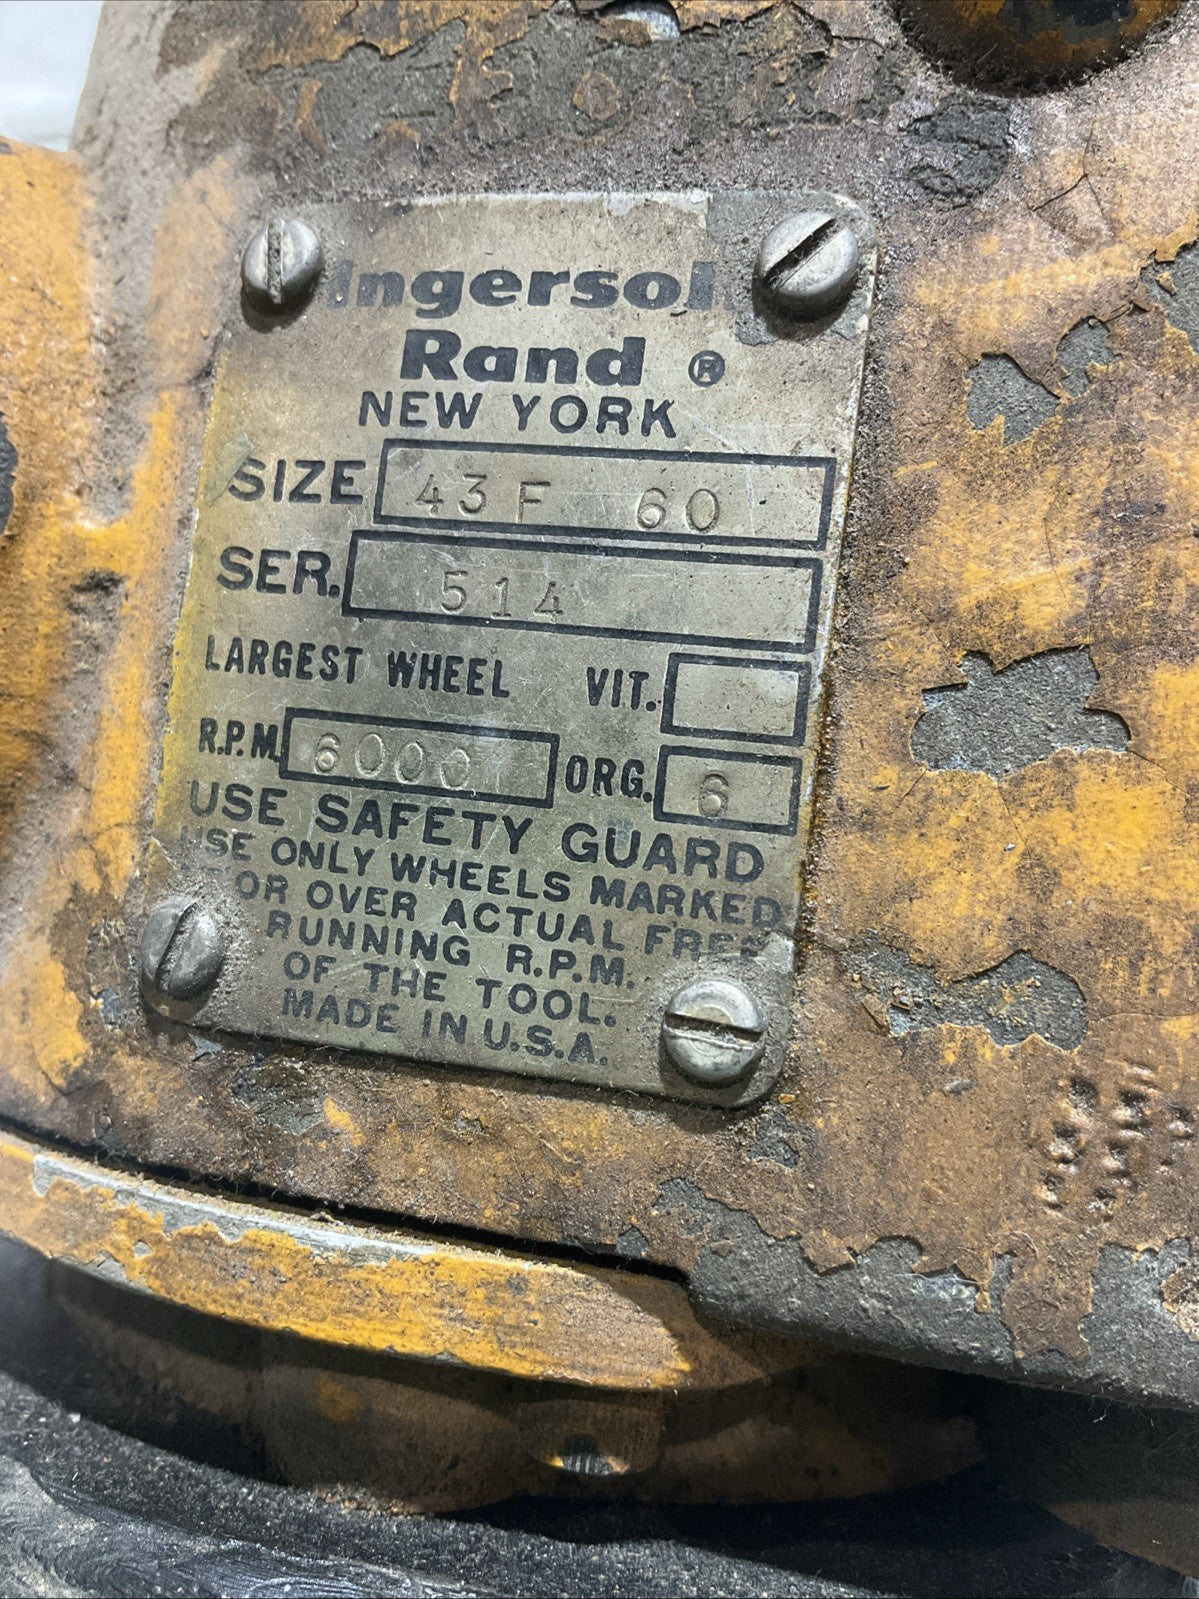 Ingersoll
Rand ®
NEW YORK
SIZE 43F 60
SER. 514
LARGEST WHEEL VIT.
R.P.M. 6000 ORG. 6
USE SAFETY GUARD
USE ONLY WHEELS MARKED
FOR OVER ACTUAL FREE
RUNNING R.P.M.
OF THE TOOL.
MADE IN U.S.A.